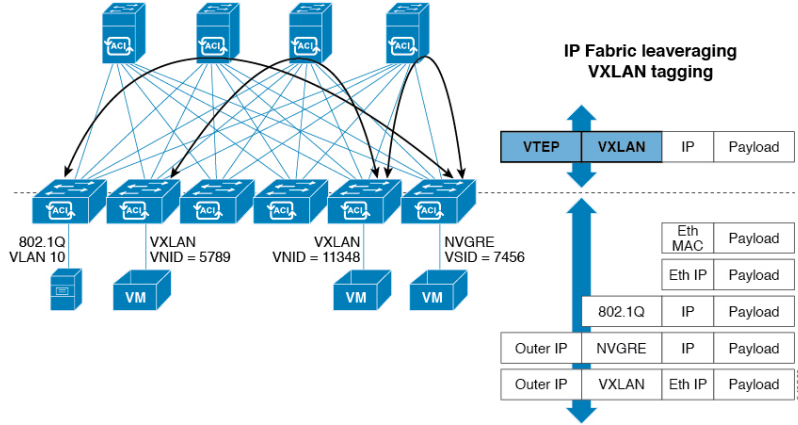 ACI ACI ACI ACI
IP Fabric leaveraging
VXLAN tagging
VTEP VXLAN IP Payload
ACI ACI ACI ACI ACI ACI
802.1Q
VLAN 10
VXLAN
VNID = 5789
VXLAN
VNID = 11348
NVGRE
VSID = 7456
VM VM VM
Eth
MAC
Payload
Eth IP Payload
802.1Q IP Payload
Outer IP NVGRE IP Payload
Outer IP VXLAN Eth IP Payload